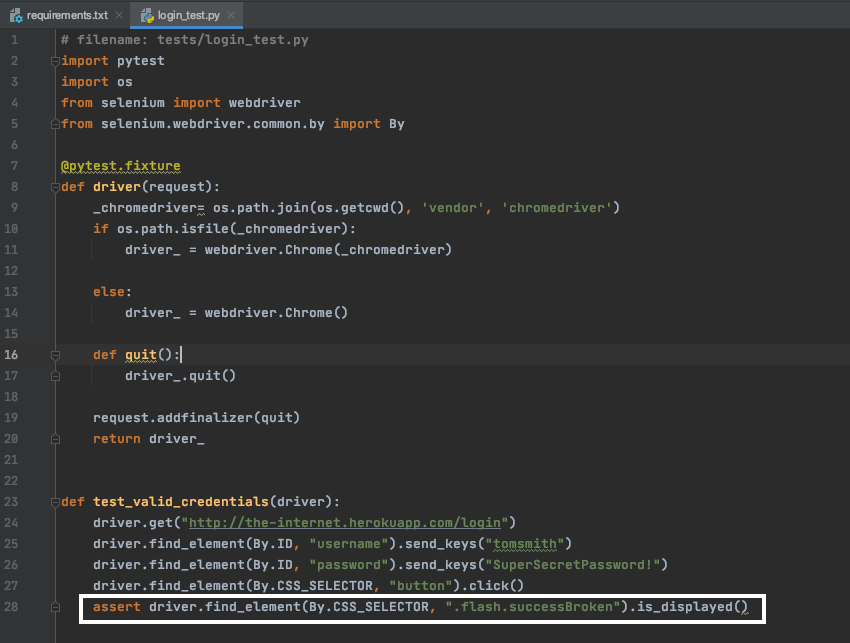 requirements.txt login_test.py
1 # filename: tests/login_test.py
2 import pytest
3 import os
4 from selenium import webdriver
5 from selenium.webdriver.common.by import By
6
7 @pytest.fixture
8 def driver(request):
9     _chromedriver= os.path.join(os.getcwd(), 'vendor', 'chromedriver')
10     if os.path.isfile(_chromedriver):
11         driver_ = webdriver.Chrome(_chromedriver)
12
13     else:
14         driver_ = webdriver.Chrome()
15
16     def quit():
17         driver_.quit()
18
19     request.addfinalizer(quit)
20     return driver_
21
22
23 def test_valid_credentials(driver):
24     driver.get("http://the-internet.herokuapp.com/login")
25     driver.find_element(By.ID, "username").send_keys("tomsmith")
26     driver.find_element(By.ID, "password").send_keys("SuperSecretPassword!")
27     driver.find_element(By.CSS_SELECTOR, "button").click()
28     assert driver.find_element(By.CSS_SELECTOR, ".flash.successBroken").is_displayed()